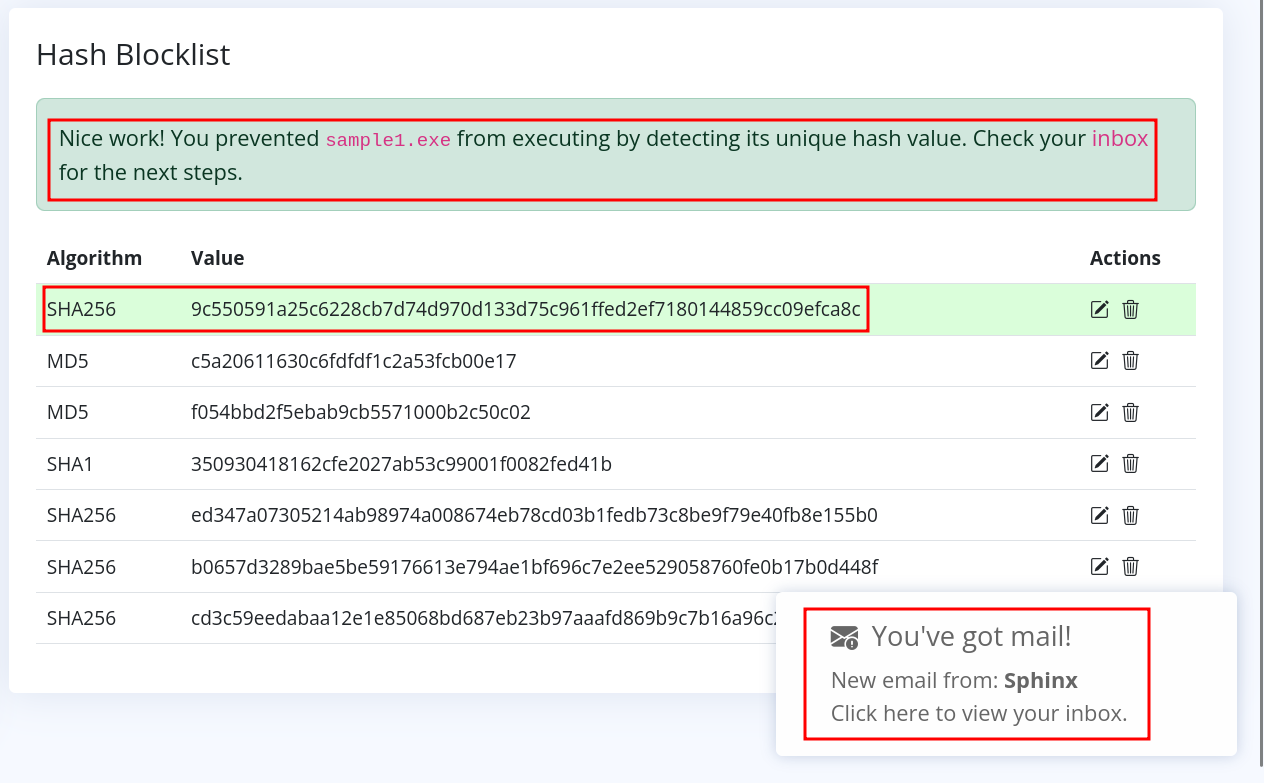 Hash Blocklist
Nice work! You prevented sample1.exe from executing by detecting its unique hash value. Check your inbox
for the next steps.
Algorithm Value Actions
SHA256 9c550591a25c6228cb7d74d970d133d75c961ffed2ef7180144859cc09efca8c
MD5 c5a20611630c6fdfdf1c2a53fcb00e17
MD5 f054bbd2f5ebab9cb5571000b2c50c02
SHA1 350930418162cfe2027ab53c99001f0082fed41b
SHA256 ed347a07305214ab98974a008674eb78cd03b1fedb73c8be9f79e40fb8e155b0
SHA256 b0657d3289bae5be59176613e794ae1bf696c7e2ee529058760fe0b17b0d448f
SHA256 cd3c59eedabaa12e1e85068bd687eb23b97aaafd869b9c7b16a96c
You've got mail!
New email from: Sphinx
Click here to view your inbox.